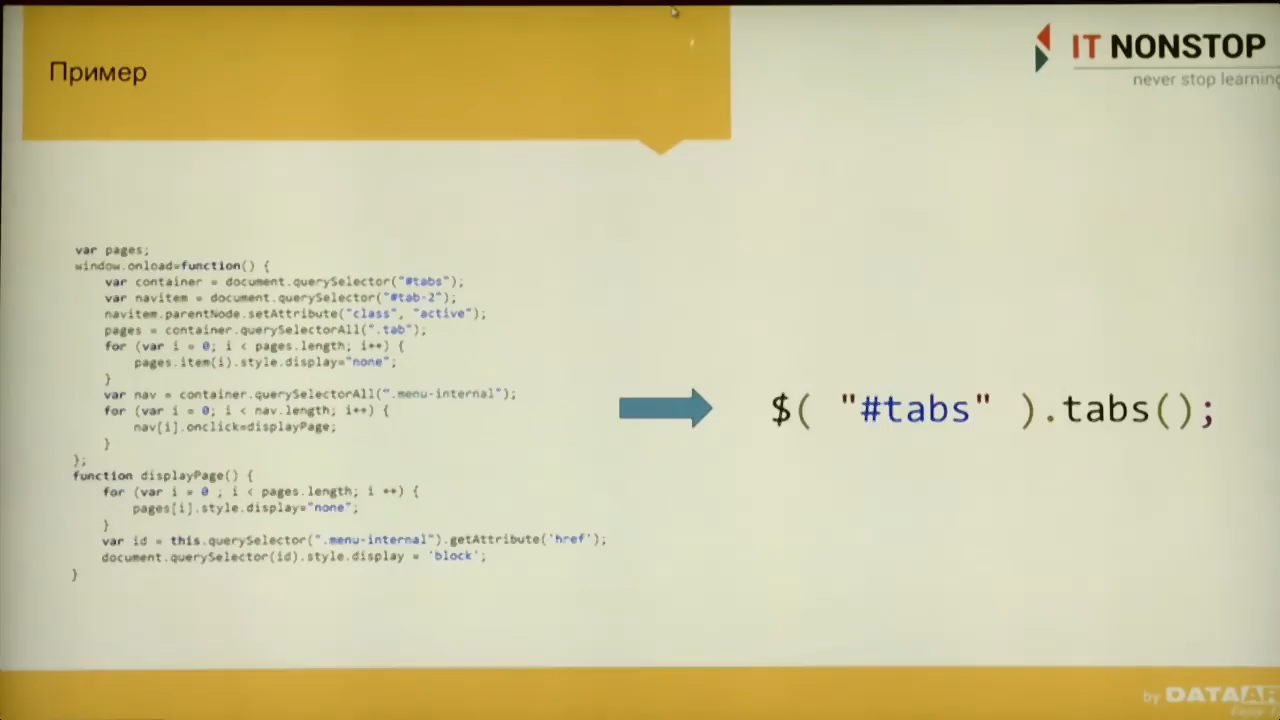 Пример
IT NONSTOP
never stop learning
var pages;
window.onload=function() {
    var container = document.querySelector("#tabs");
    var navitem = document.querySelector("#tab-2");
    navitem.parentNode.setAttribute("class", "active");
    pages = container.querySelectorAll(".tab");
    for (var i = 0; i < pages.length; i++) {
        pages.item(i).style.display="none";
    }
    var nav = container.querySelectorAll(".menu-internal");
    for (var i = 0; i < nav.length; i++) {
        nav[i].onclick=displayPage;
    }
};
function displayPage() {
    for (var i = 0 ; i < pages.length; i ++) {
        pages[i].style.display="none";
    }
    var id = this.querySelector(".menu-internal").getAttribute('href');
    document.querySelector(id).style.display = 'block';
}
$( "#tabs" ).tabs();
by DATAAR